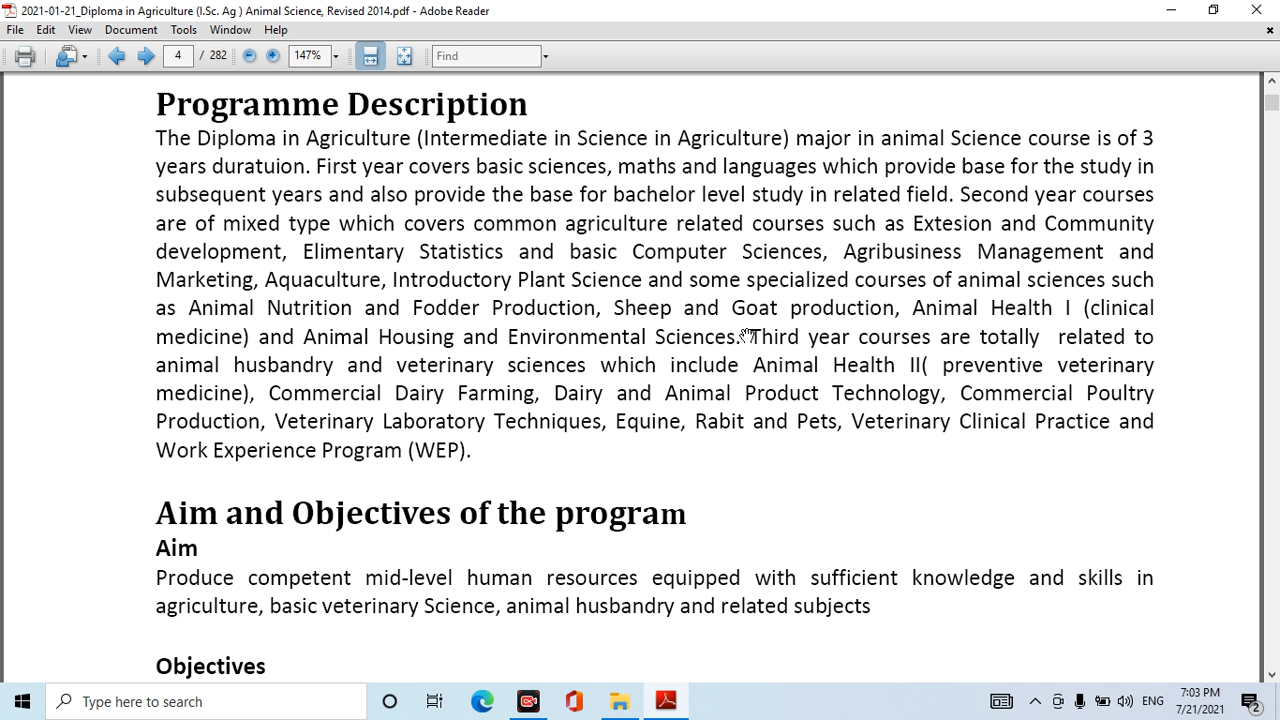 2021-01-21_Diploma in Agriculture (I.Sc. Ag ) Animal Science, Revised 2014.pdf - Adobe Reader
File Edit View Document Tools Window Help
4 / 282 147% Find
Programme Description
The Diploma in Agriculture (Intermediate in Science in Agriculture) major in animal Science course is of 3
years duratuion. First year covers basic sciences, maths and languages which provide base for the study in
subsequent years and also provide the base for bachelor level study in related field. Second year courses
are of mixed type which covers common agriculture related courses such as Extesion and Community
development, Elimentary Statistics and basic Computer Sciences, Agribusiness Management and
Marketing, Aquaculture, Introductory Plant Science and some specialized courses of animal sciences such
as Animal Nutrition and Fodder Production, Sheep and Goat production, Animal Health I (clinical
medicine) and Animal Housing and Environmental Sciences. Third year courses are totally related to
animal husbandry and veterinary sciences which include Animal Health II( preventive veterinary
medicine), Commercial Dairy Farming, Dairy and Animal Product Technology, Commercial Poultry
Production, Veterinary Laboratory Techniques, Equine, Rabit and Pets, Veterinary Clinical Practice and
Work Experience Program (WEP).
Aim and Objectives of the program
Aim
Produce competent mid-level human resources equipped with sufficient knowledge and skills in
agriculture, basic veterinary Science, animal husbandry and related subjects
Objectives
Type here to search
ENG
7:03 PM
7/21/2021
2